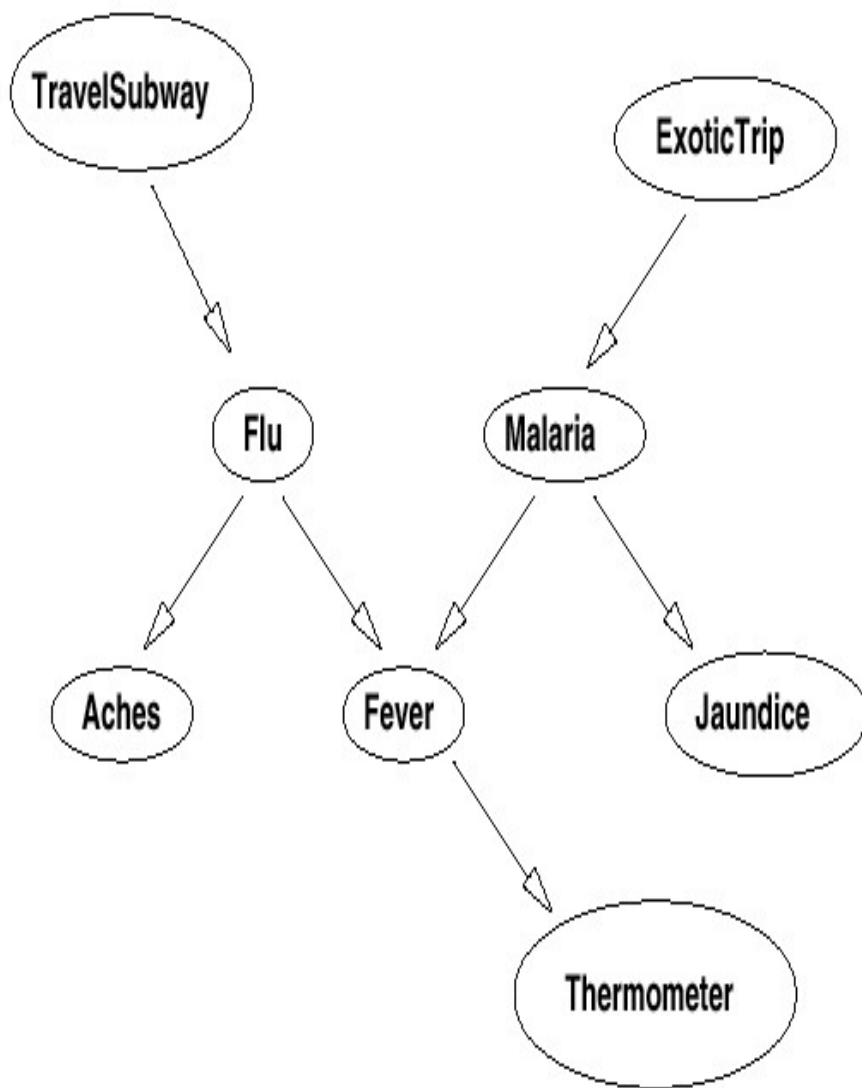 TravelSubway
ExoticTrip
Flu
Malaria
Aches
Fever
Jaundice
Thermometer